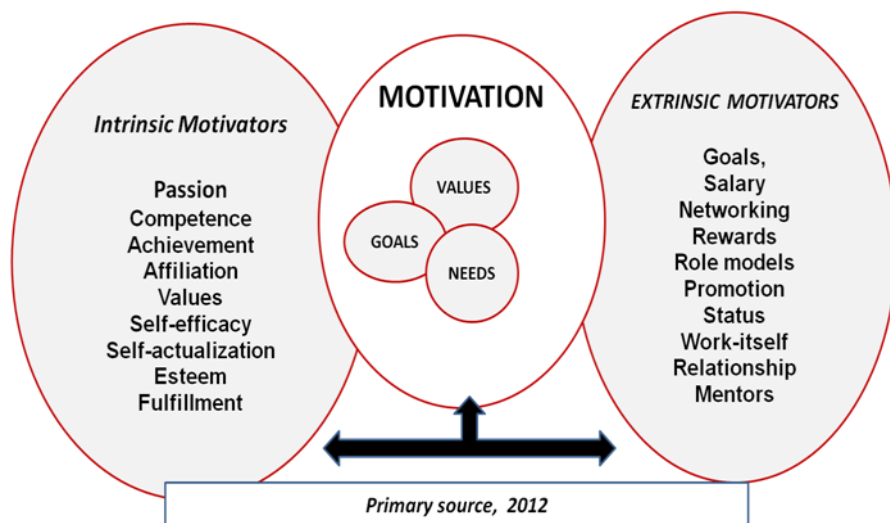 Intrinsic Motivators
Passion
Competence
Achievement
Affiliation
Values
Self-efficacy
Self-actualization
Esteem
Fulfillment
MOTIVATION
VALUES
GOALS
NEEDS
EXTRINSIC MOTIVATORS
Goals,
Salary
Networking
Rewards
Role models
Promotion
Status
Work-itself
Relationship
Mentors
Primary source, 2012